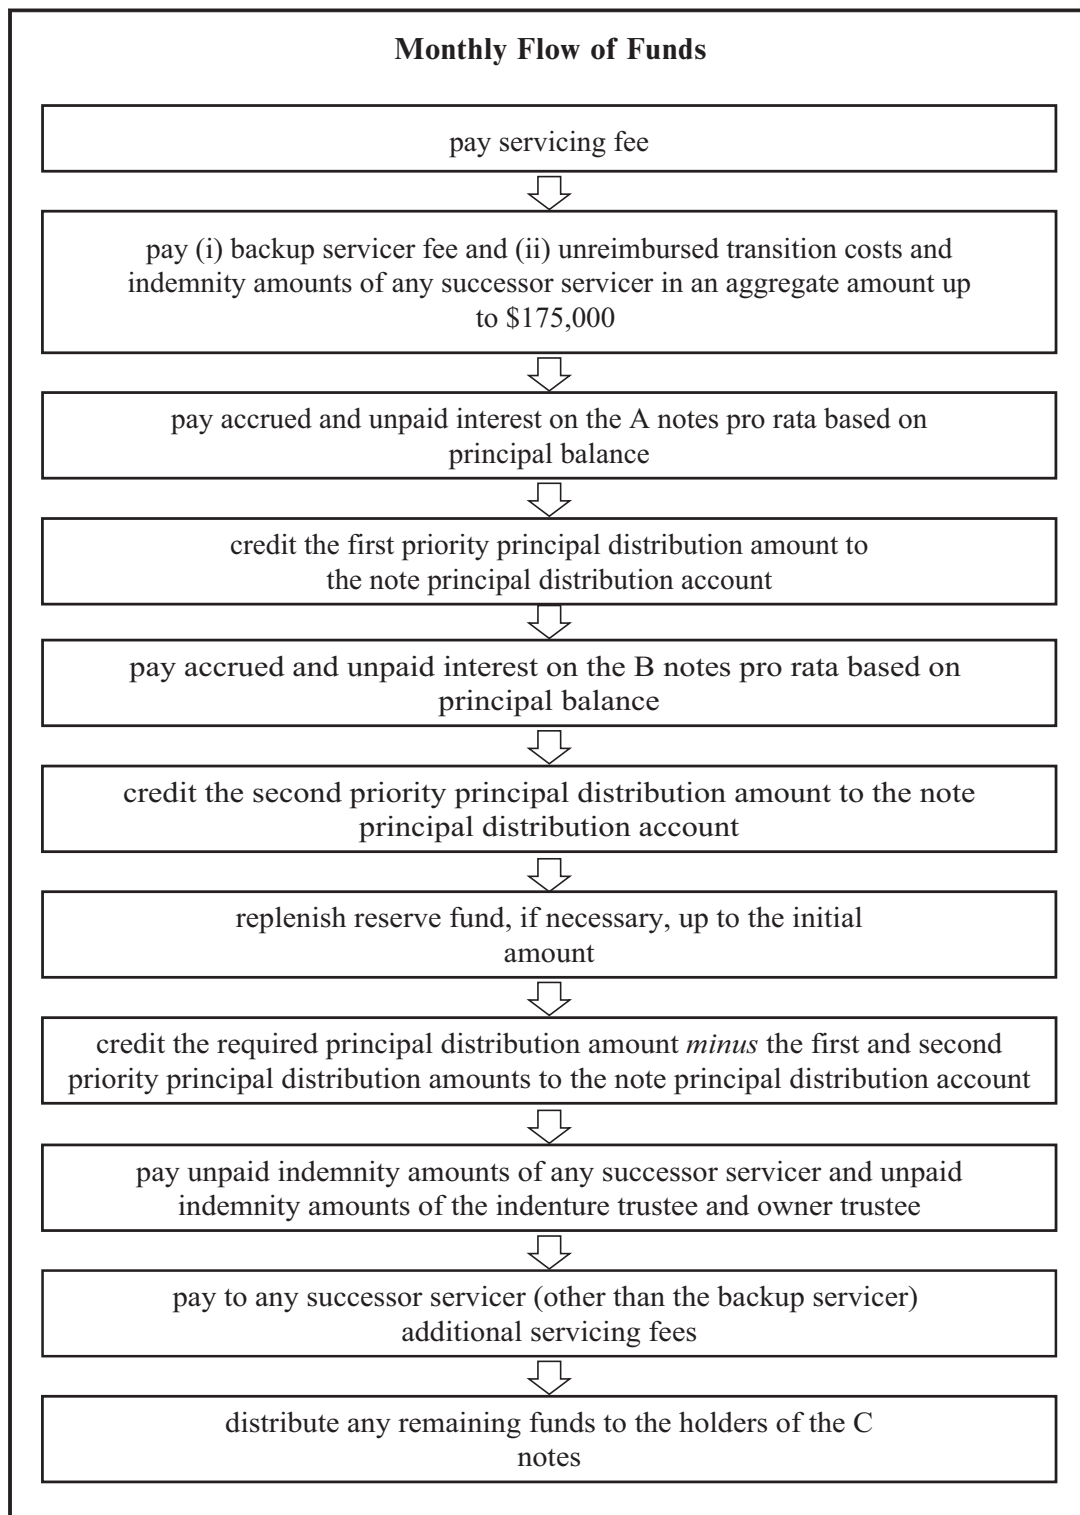 Monthly Flow of Funds
pay servicing fee
pay (i) backup servicer fee and (ii) unreimbursed transition costs and
indemnity amounts of any successor servicer in an aggregate amount up
to $175,000
pay accrued and unpaid interest on the A notes pro rata based on
principal balance
credit the first priority principal distribution amount to
the note principal distribution account
pay accrued and unpaid interest on the B notes pro rata based on
principal balance
credit the second priority principal distribution amount to the note
principal distribution account
replenish reserve fund, if necessary, up to the initial
amount
credit the required principal distribution amount minus the first and second
priority principal distribution amounts to the note principal distribution account
pay unpaid indemnity amounts of any successor servicer and unpaid
indemnity amounts of the indenture trustee and owner trustee
pay to any successor servicer (other than the backup servicer)
additional servicing fees
distribute any remaining funds to the holders of the C
notes